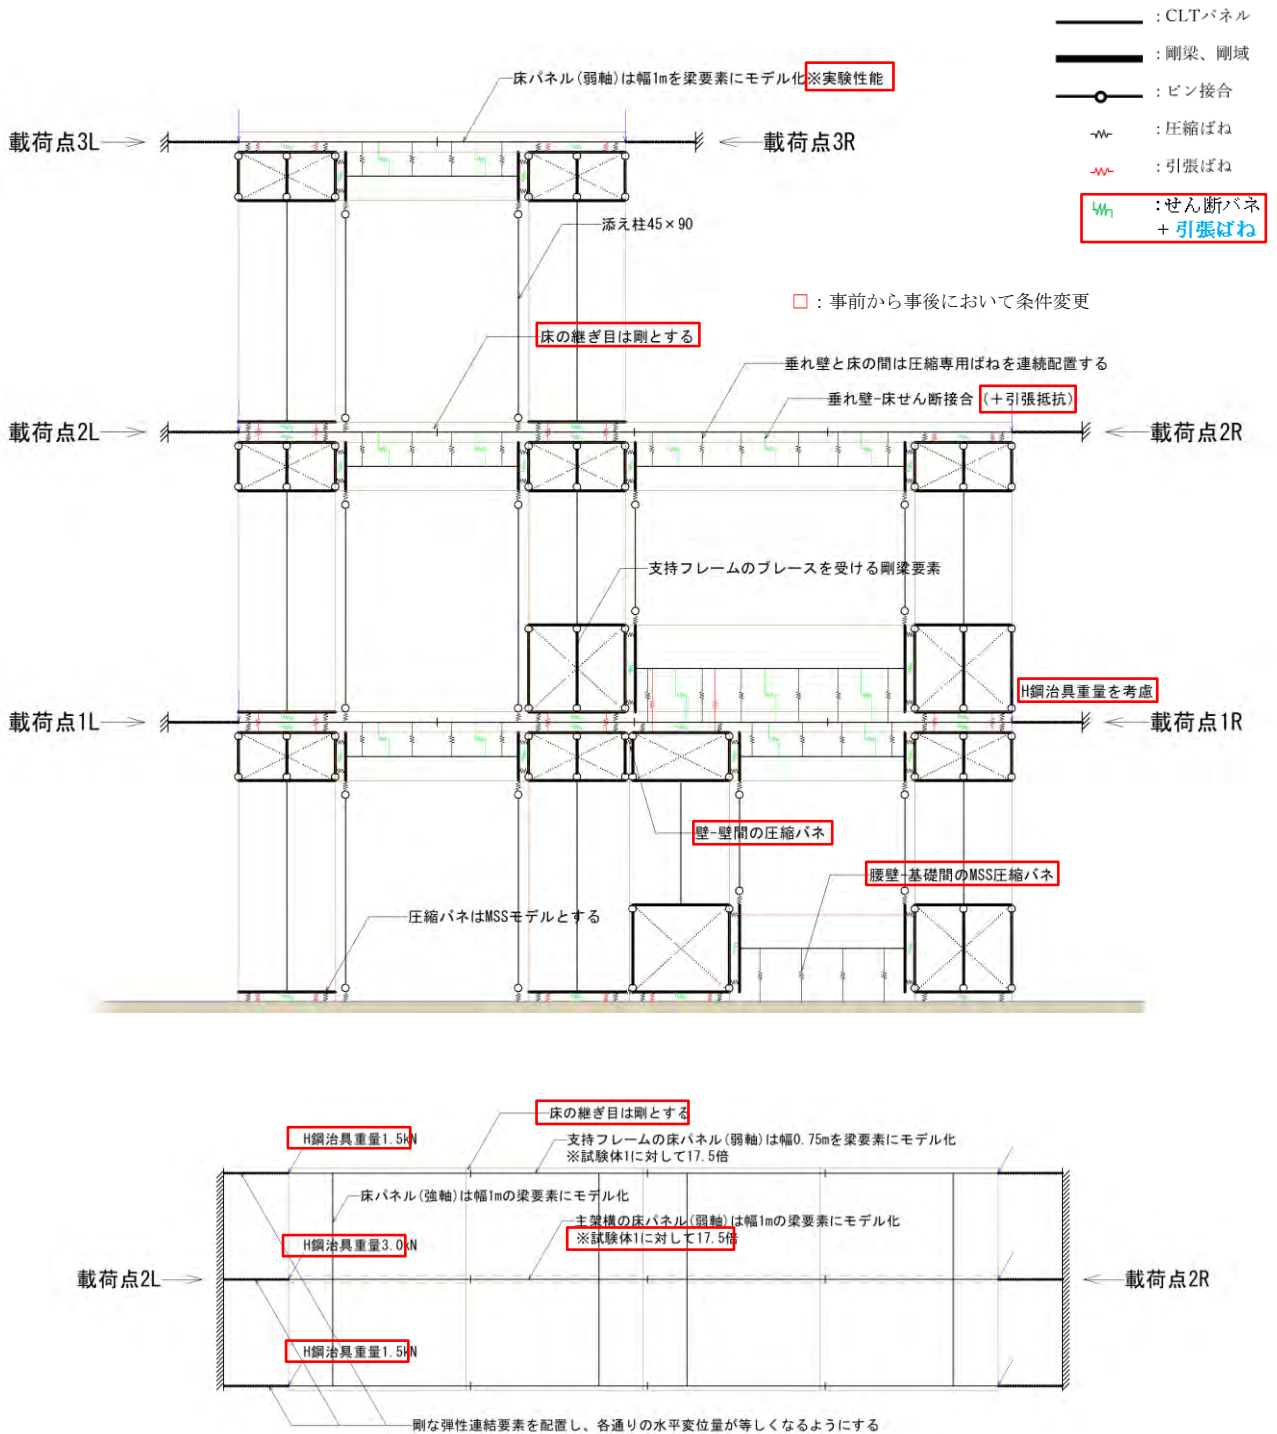 : CLTパネル
: 剛梁、剛域
: ピン接合
: 圧縮ばね
: 引張ばね
:せん断バネ
+ 引張ばね
□ : 事前から事後において条件変更
床パネル(弱軸)は幅1mを梁要素にモデル化※実験性能
載荷点3L
載荷点3R
添え柱45×90
床の継ぎ目は剛とする
垂れ壁と床の間は圧縮専用ばねを連続配置する
垂れ壁-床せん断接合 (+引張抵抗)
載荷点2L
載荷点2R
支持フレームのブレースを受ける剛梁要素
H鋼治具重量を考慮
載荷点1L
載荷点1R
壁-壁間の圧縮バネ
腰壁-基礎間のMSS圧縮バネ
圧縮バネはMSSモデルとする
床の継ぎ目は剛とする
H鋼治具重量1.5kN
支持フレームの床パネル(弱軸)は幅0.75mを梁要素にモデル化
※試験体1に対して17.5倍
床パネル(強軸)は幅1mの梁要素にモデル化
主架構の床パネル(弱軸)は幅1mの梁要素にモデル化
※試験体1に対して17.5倍
H鋼治具重量3.0kN
載荷点2L
載荷点2R
H鋼治具重量1.5kN
剛な弾性連結要素を配置し、各通りの水平変位量が等しくなるようにする